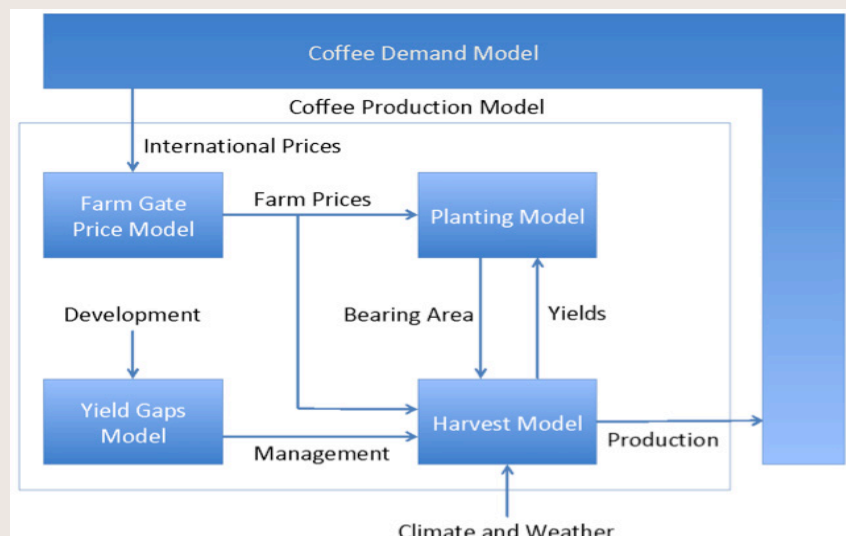 Coffee Demand Model
Coffee Production Model
International Prices
Farm Gate
Price Model
Farm Prices
Planting Model
Development
Bearing Area
Yields
Yield Gaps
Model
Management
Harvest Model
Production
Climate and Weather